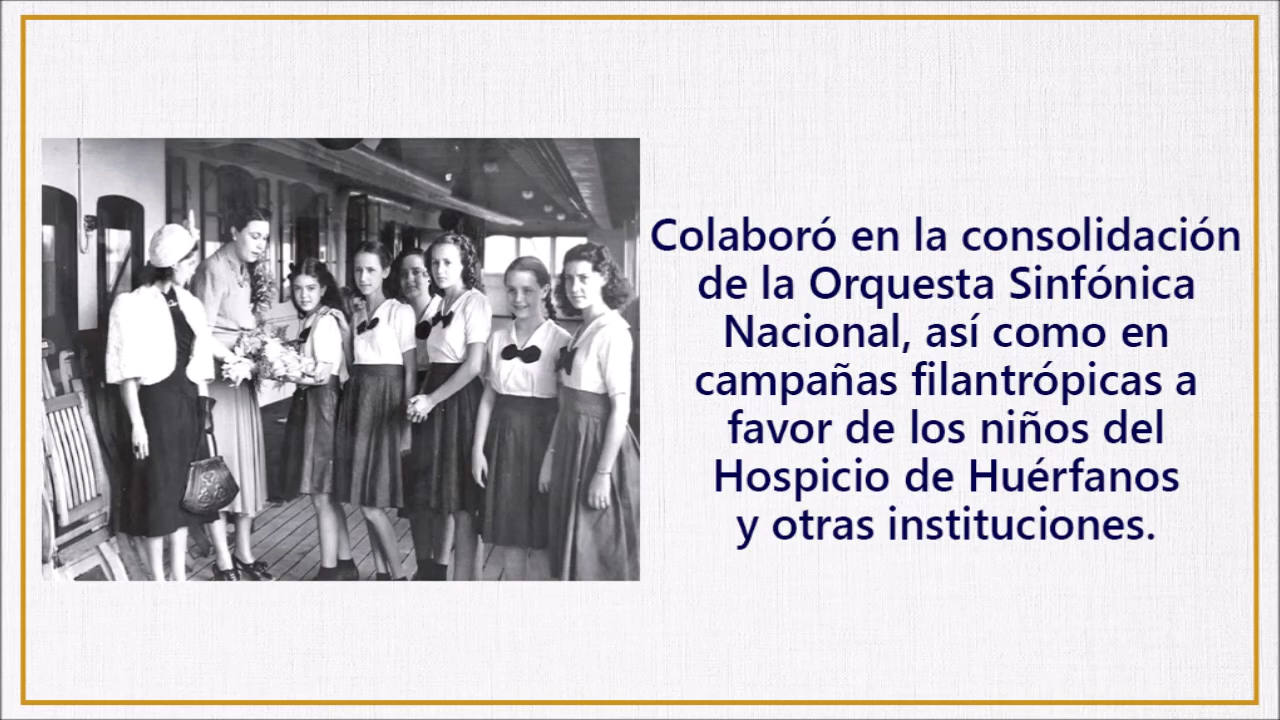 Colaboró en la consolidación
de la Orquesta Sinfónica
Nacional, así como en
campañas filantrópicas a
favor de los niños del
Hospicio de Huérfanos
y otras instituciones.